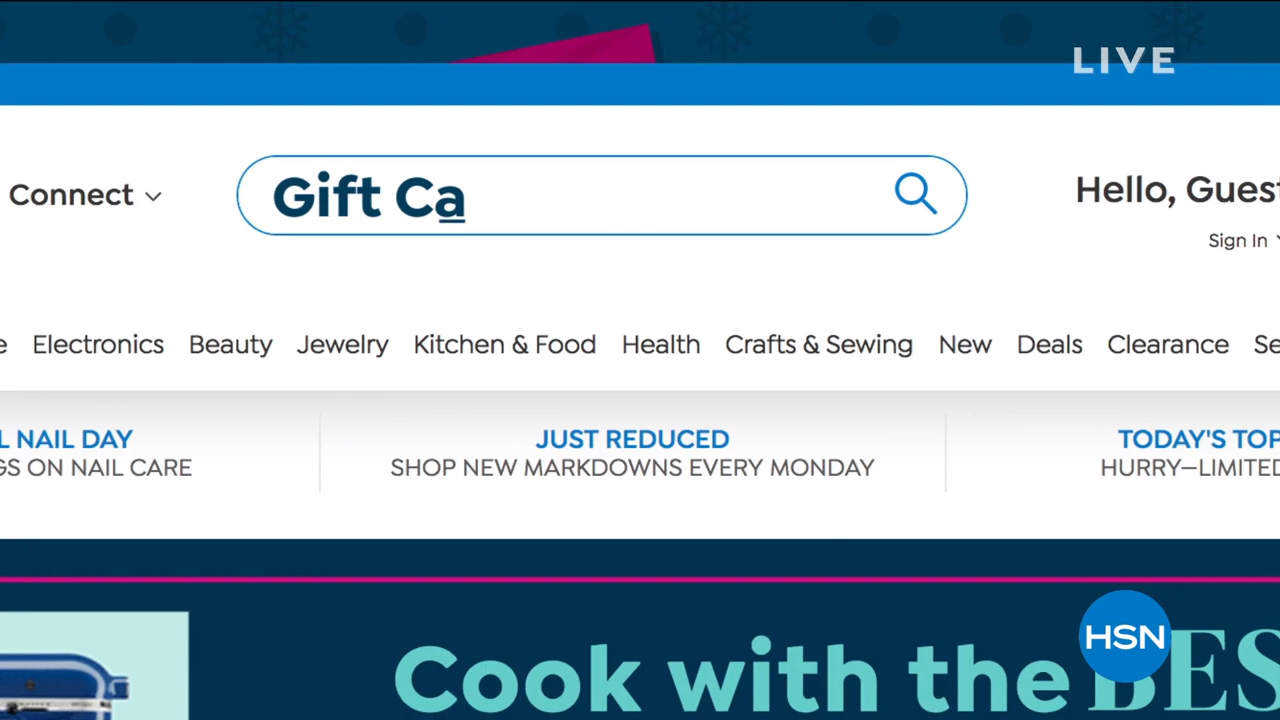 LIVE
Connect
Gift Ca
Hello, Guest
Sign In
Electronics Beauty Jewelry Kitchen & Food Health Crafts & Sewing New Deals Clearance Se
L NAIL DAY
GS ON NAIL CARE
JUST REDUCED
SHOP NEW MARKDOWNS EVERY MONDAY
TODAY'S TOP
HURRY—LIMITED
HSN
Cook with the BES